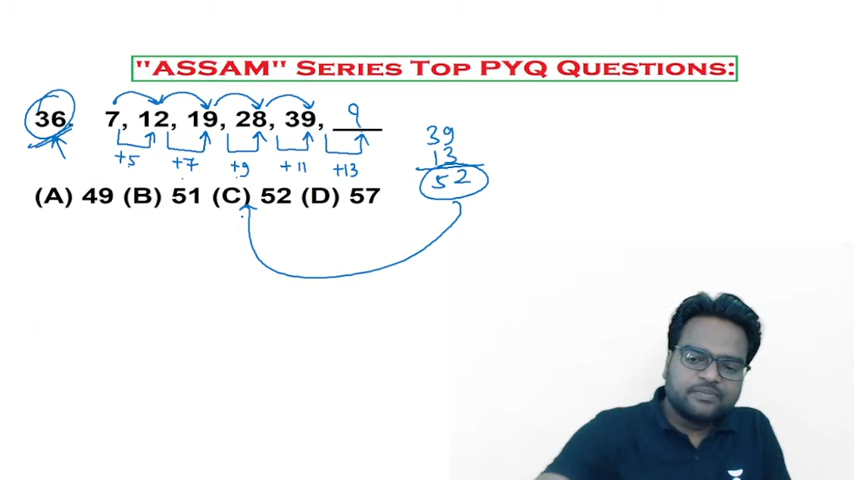 "ASSAM" Series Top PYQ Questions:
36 7, 12, 19, 28, 39, 9
+5 +7 +9 +11 +13
39
13
52
(A) 49 (B) 51 (C) 52 (D) 57